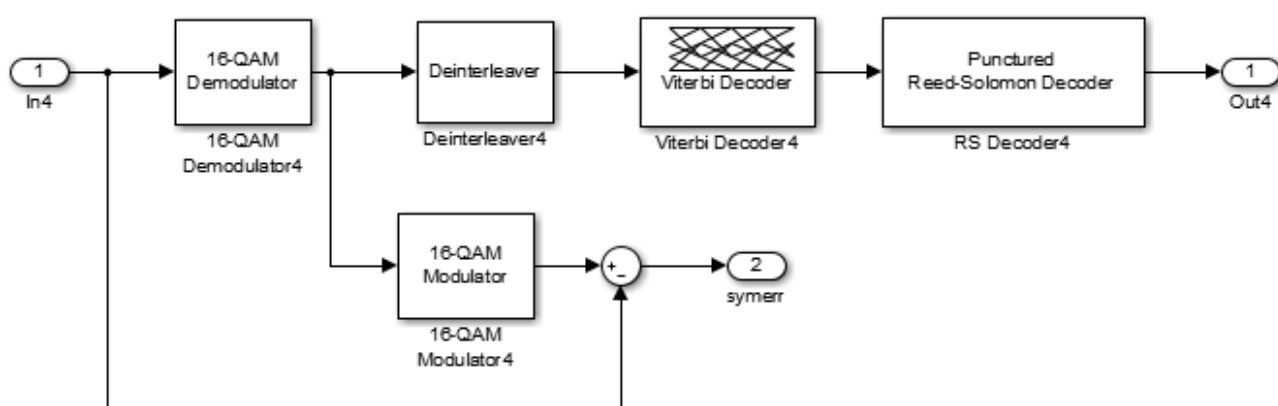 1
In4
16-QAM
Demodulator
16-QAM
Demodulator4
Deinterleaver
Deinterleaver4
Viterbi Decoder
Viterbi Decoder4
Punctured
Reed-Solomon Decoder
RS Decoder4
1
Out4
16-QAM
Modulator
16-QAM
Modulator4
+
−
2
symerr